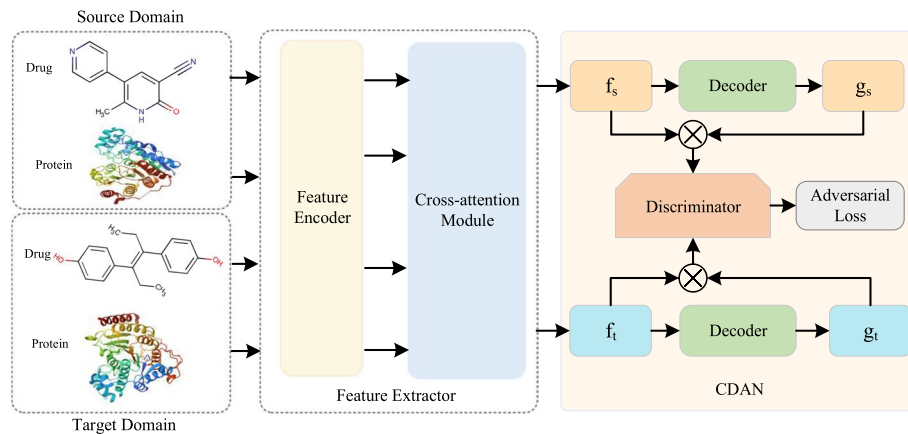 Source Domain
Drug
N
N
H₃C
N
H
O
Protein
Drug
H₃C
HO
OH
CH₃
Protein
Target Domain
Feature
Encoder
Cross-attention
Module
Feature Extractor
fₛ
Decoder
gₛ
Discriminator
Adversarial
Loss
fₜ
Decoder
gₜ
CDAN